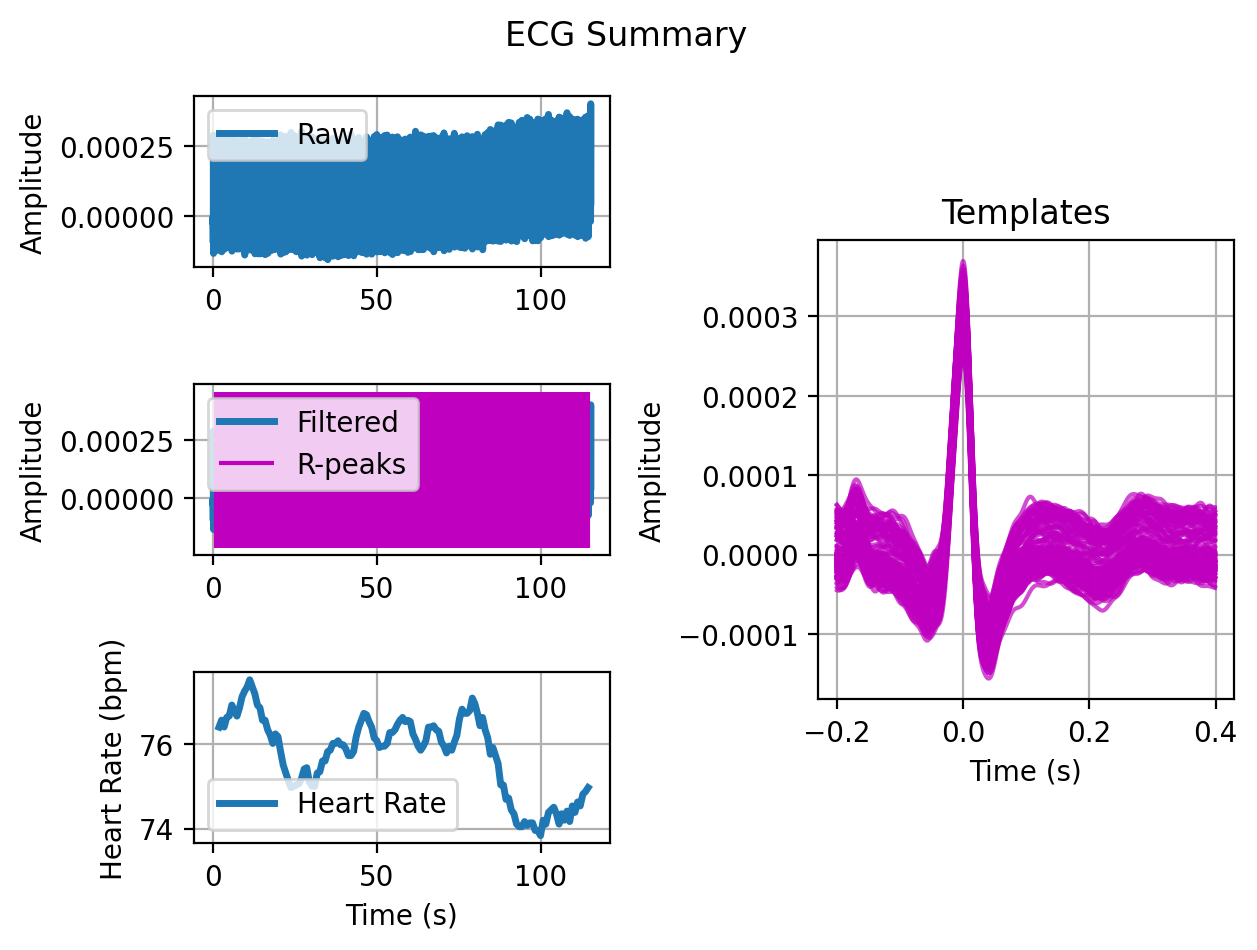 ECG Summary
Amplitude
0.00025
0.00000
Raw
0
50
100
Amplitude
0.00025
0.00000
Filtered
R-peaks
0
50
100
Heart Rate (bpm)
76
74
Heart Rate
0
50
100
Time (s)
Templates
Amplitude
0.0003
0.0002
0.0001
0.0000
−0.0001
−0.2
0.0
0.2
0.4
Time (s)